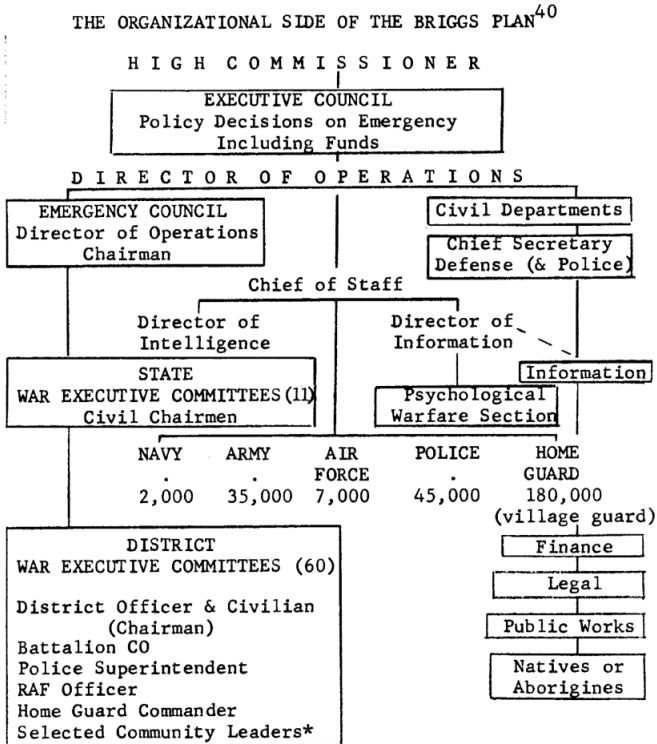 THE ORGANIZATIONAL SIDE OF THE BRIGGS PLAN40
HIGH COMMISSIONER
EXECUTIVE COUNCIL
Policy Decisions on Emergency
Including Funds
DIRECTOR OF OPERATIONS
EMERGENCY COUNCIL
Director of Operations
Chairman
Civil Departments
Chief Secretary
Defense (& Police)
Chief of Staff
Director of
Intelligence
Director of
Information
Information
STATE
WAR EXECUTIVE COMMITTEES (11)
Civil Chairmen
Psychological
Warfare Section
NAVY ARMY AIR FORCE POLICE HOME GUARD
. . . .
2,000 35,000 7,000 45,000 180,000
(village guard)
DISTRICT
WAR EXECUTIVE COMMITTEES (60)
District Officer & Civilian
(Chairman)
Battalion CO
Police Superintendent
RAF Officer
Home Guard Commander
Selected Community Leaders*
Finance
Legal
Public Works
Natives or
Aborigines